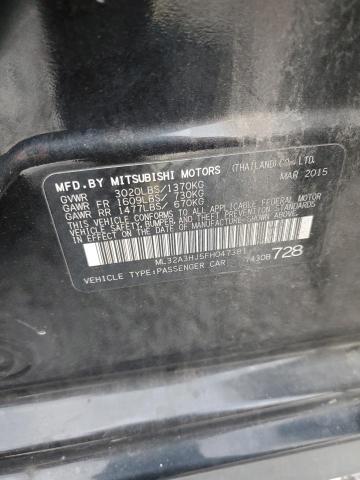 MFD.BY MITSUBISHI MOTORS (THAILAND)CO.,LTD.
GVWR 3020LBS/1370KG MAR 2015
GAWR FR 1609LBS/ 730KG
GAWR RR 1477LBS/ 670KG
THIS VEHICLE CONFORMS TO ALL APPLICABLE
FEDERAL MOTOR VEHICLE SAFETY, BUMPER, AND
THEFT PREVENTION STANDARDS IN EFFECT ON
THE DATE OF MANUFACTURE SHOWN ABOVE.
ML32A3HJ5FH047381
VEHICLE TYPE:PASSENGER CAR 728